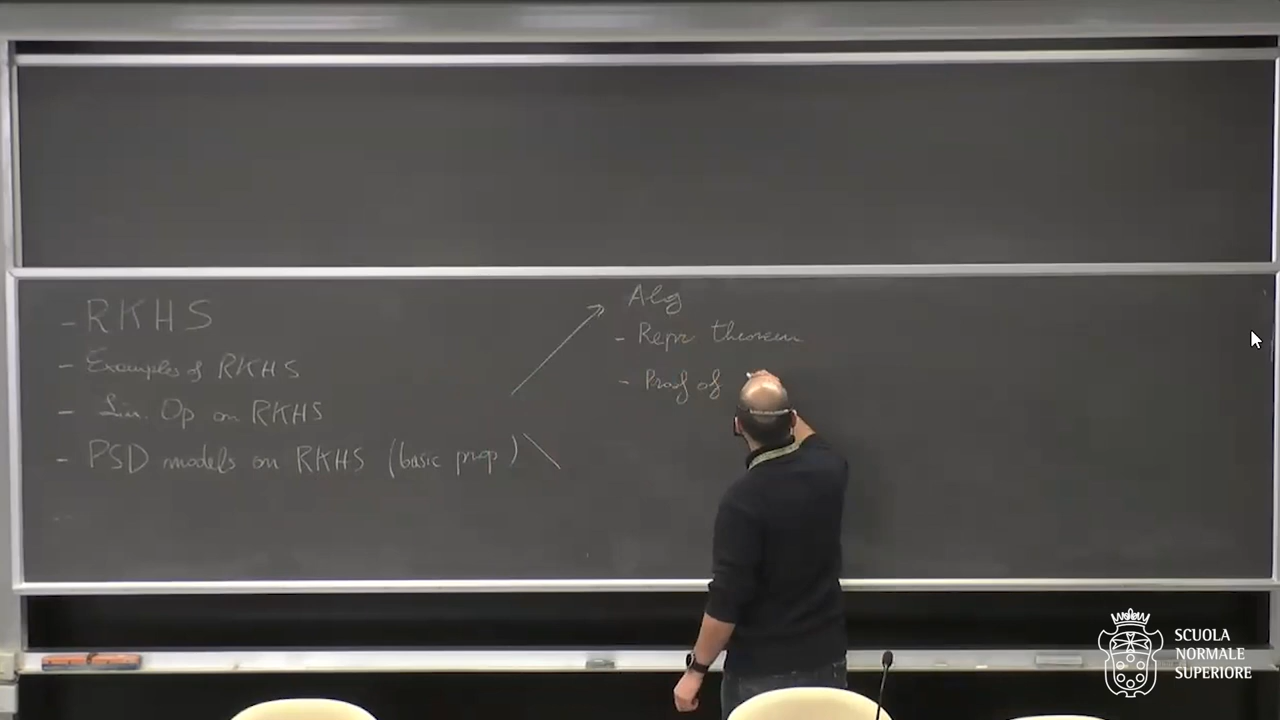 - RKHS
- Examples of RKHS
- Lin. Op on RKHS
- PSD models on RKHS (basic prop)
Alg
- Repr theorem
- Proof of
SCUOLA
NORMALE
SUPERIORE